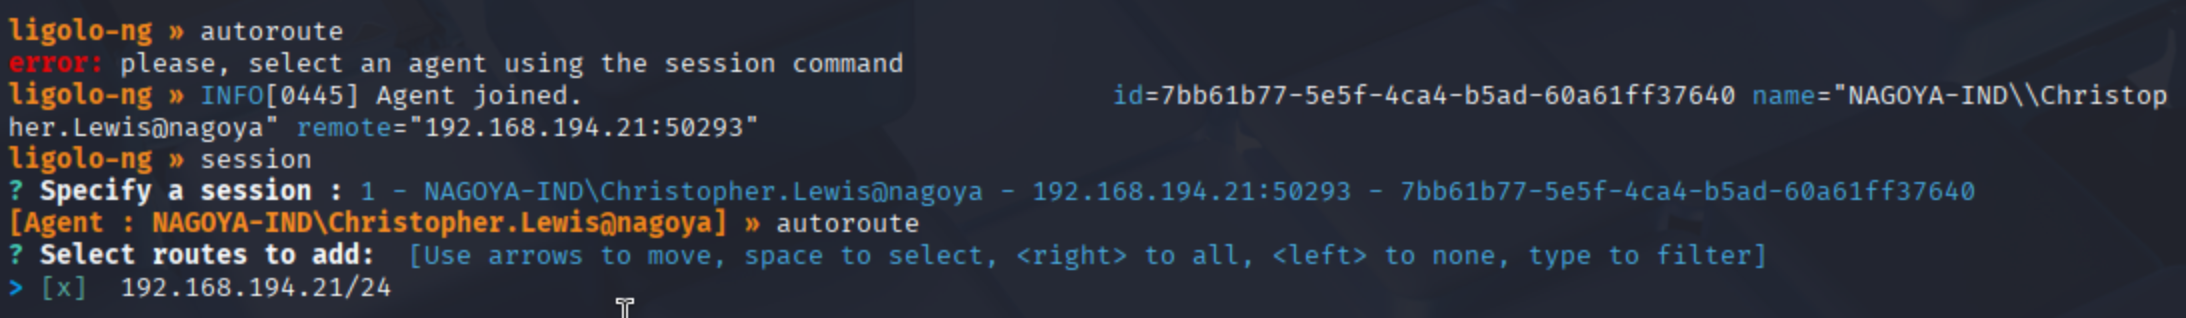 ligolo-ng » autoroute
error: please, select an agent using the session command
ligolo-ng » INFO[0445] Agent joined. id=7bb61b77-5e5f-4ca4-b5ad-60a61ff37640 name="NAGOYA-IND\\Christop
her.Lewis@nagoya" remote="192.168.194.21:50293"
ligolo-ng » session
? Specify a session : 1 - NAGOYA-IND\Christopher.Lewis@nagoya - 192.168.194.21:50293 - 7bb61b77-5e5f-4ca4-b5ad-60a61ff37640
[Agent : NAGOYA-IND\Christopher.Lewis@nagoya] » autoroute
? Select routes to add: [Use arrows to move, space to select, <right> to all, <left> to none, type to filter]
> [x] 192.168.194.21/24